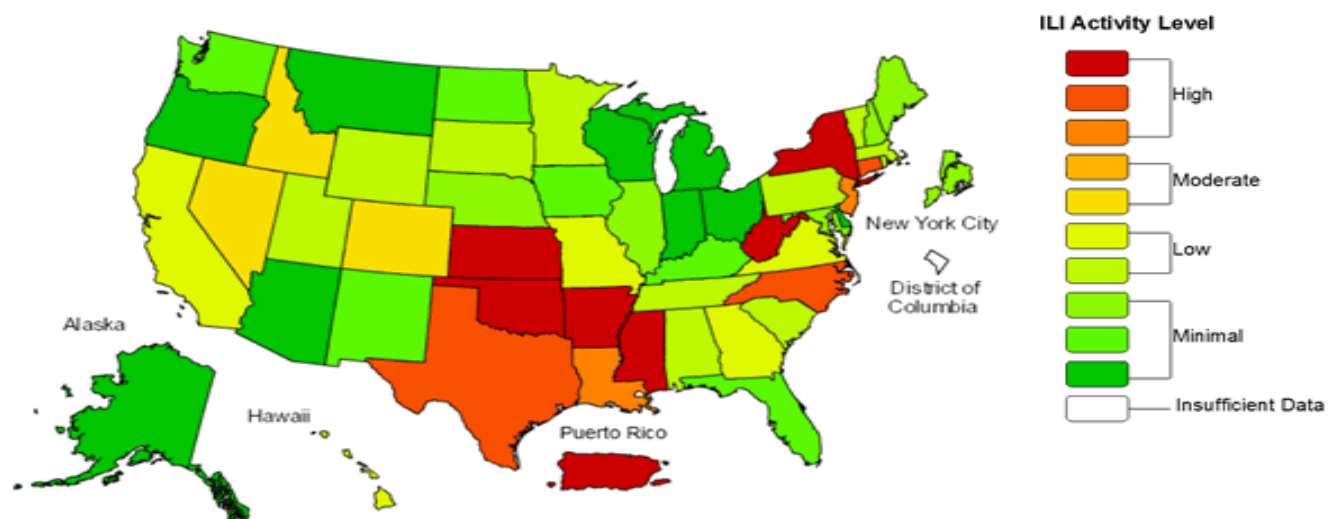 ILI Activity Level
High
Moderate
Low
Minimal
Insufficient Data
New York City
District of
Columbia
Alaska
Hawaii
Puerto Rico